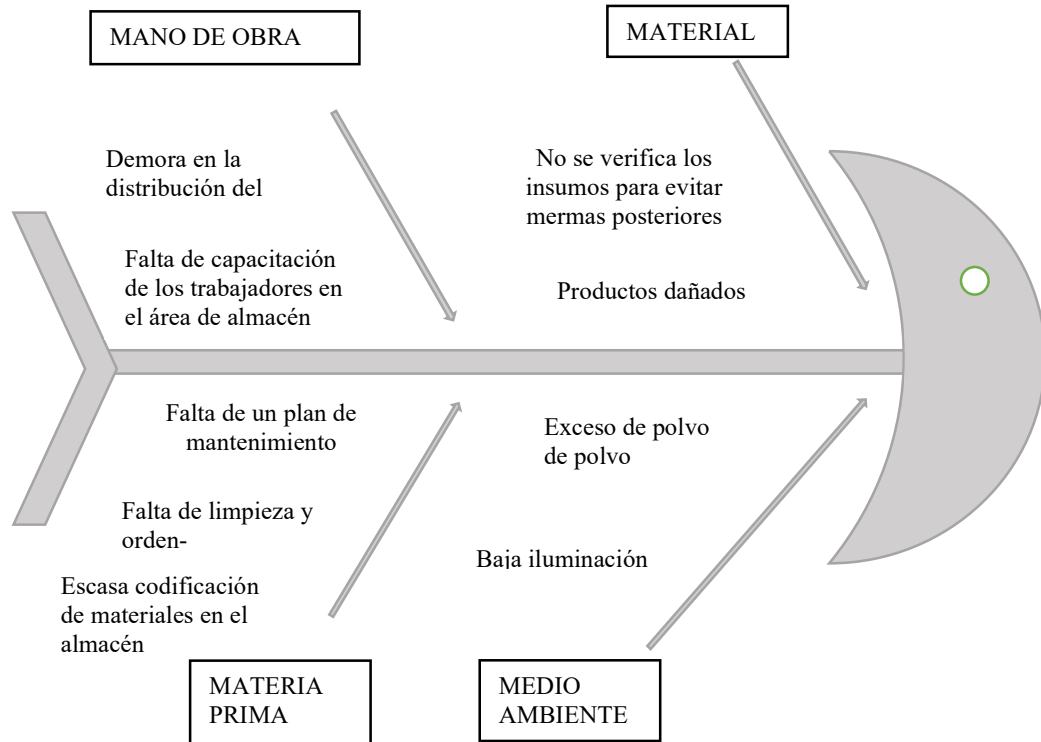 MANO DE OBRA
MATERIAL
Demora en la
distribución del
No se verifica los
insumos para evitar
mermas posteriores
Falta de capacitación
de los trabajadores en
el área de almacén
Productos dañados
Falta de un plan de
mantenimiento
Exceso de polvo
de polvo
Falta de limpieza y
orden-
Baja iluminación
Escasa codificación
de materiales en el
almacén
MATERIA
PRIMA
MEDIO
AMBIENTE